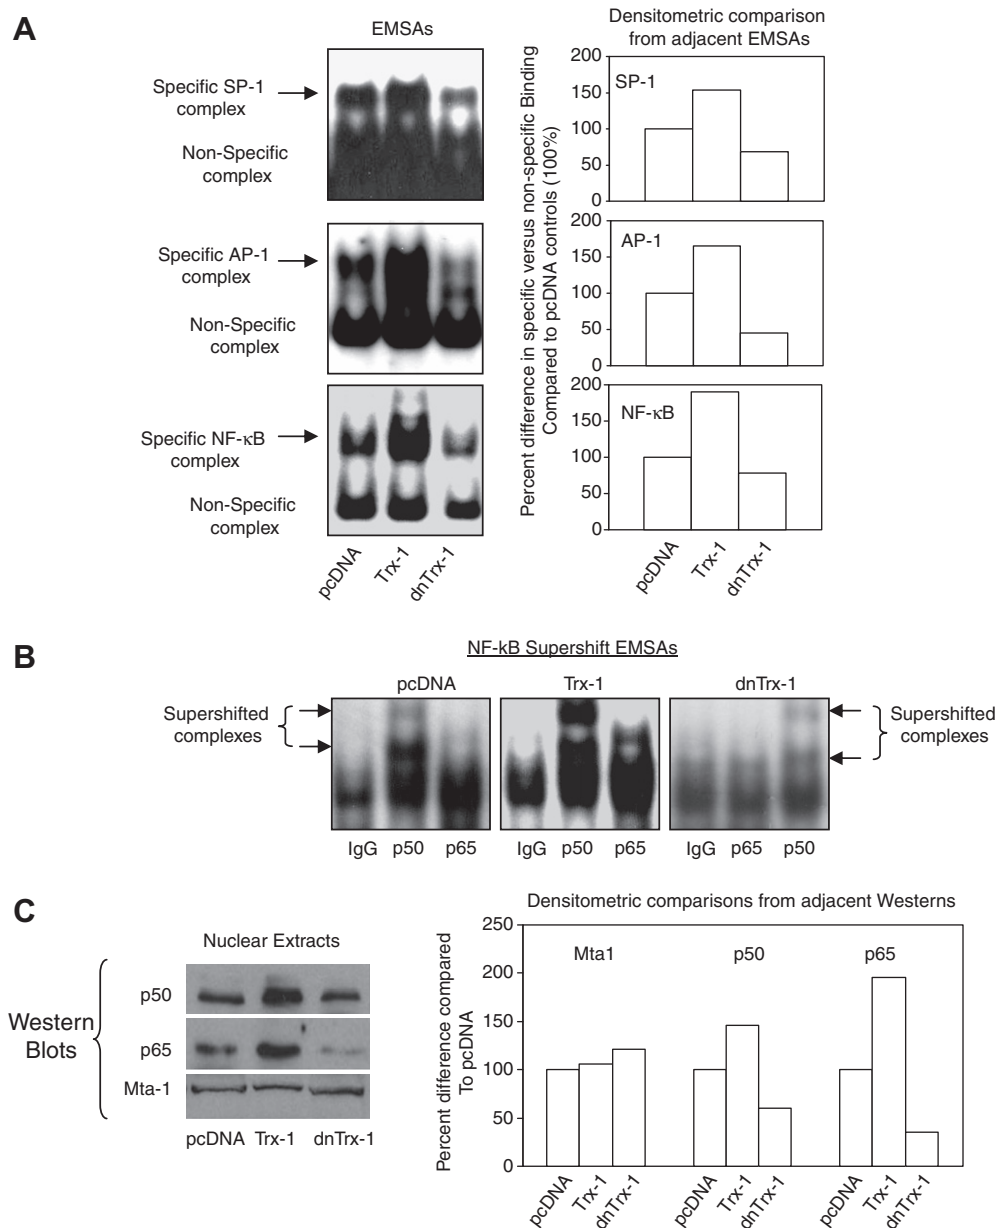 A
EMSAs
Densitometric comparison
from adjacent EMSAs
Specific SP-1
complex
Non-Specific
complex
Specific AP-1
complex
Non-Specific
complex
Specific NF-κB
complex
Non-Specific
complex
pcDNA
Trx-1
dnTrx-1
Percent difference in specific versus non-specific Binding
Compared to pcDNA controls (100%)
200
150
100
50
0
SP-1
200
150
100
50
0
AP-1
200
150
100
50
0
NF-κB
pcDNA
Trx-1
dnTrx-1
B
NF-kB Supershift EMSAs
pcDNA
Trx-1
dnTrx-1
Supershifted
complexes
Supershifted
complexes
IgG p50 p65
IgG p50 p65
IgG p65 p50
C
Nuclear Extracts
Western
Blots
p50
p65
Mta-1
pcDNA Trx-1 dnTrx-1
Densitometric comparisons from adjacent Westerns
Percent difference compared
To pcDNA
250
200
150
100
50
0
Mta1
p50
p65
pcDNA
Trx-1
dnTrx-1
pcDNA
Trx-1
dnTrx-1
pcDNA
Trx-1
dnTrx-1